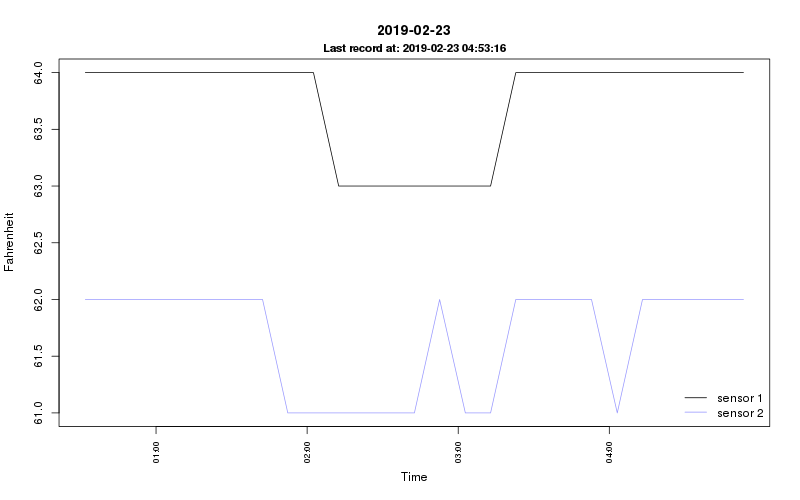 2019-02-23
Last record at: 2019-02-23 04:53:16
Fahrenheit
64.0
63.5
63.0
62.5
62.0
61.5
61.0
sensor 1
sensor 2
01:00
02:00
03:00
04:00
Time